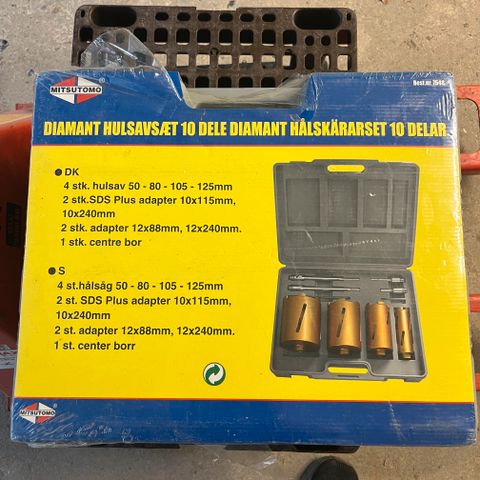 MITSUTOMO
Best.nr. 7548
DIAMANT HULSAVSÆT 10 DELE DIAMANT HÅLSKÄRARSET 10 DELAR
● DK
4 stk. hulsav 50 - 80 - 105 - 125mm
2 stk.SDS Plus adapter 10x115mm,
10x240mm
2 stk. adapter 12x88mm, 12x240mm.
1 stk. centre bor
● S
4 st.hålsåg 50 - 80 - 105 - 125mm
2 st. SDS Plus adapter 10x115mm,
10x240mm
2 st. adapter 12x88mm, 12x240mm.
1 st. center borr
MITSUTOMO